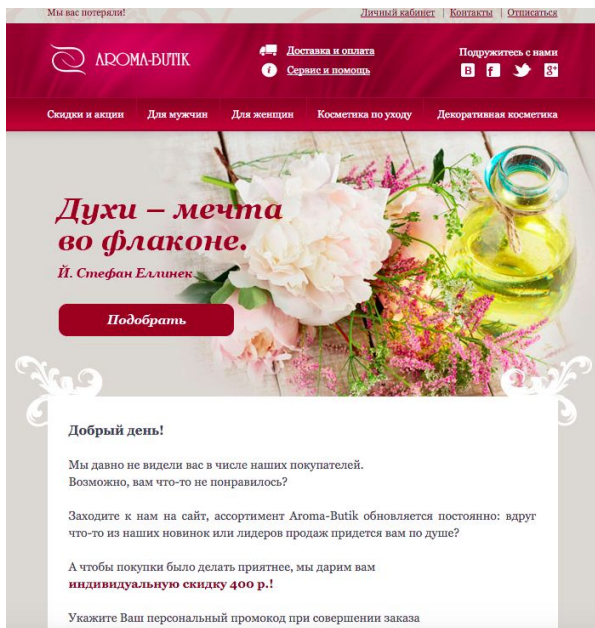 Мы вас потеряли!
Личный кабинет | Контакты | Отписаться
AROMA-BUTIK
Доставка и оплата
Сервис и помощь
Подружитесь с нами
Скидки и акции Для мужчин Для женщин Косметика по уходу Декоративная косметика
Духи – мечта
во флаконе.
Й. Стефан Еллинек
Подобрать
Добрый день!
Мы давно не видели вас в числе наших покупателей.
Возможно, вам что-то не понравилось?
Заходите к нам на сайт, ассортимент Aroma-Butik обновляется постоянно: вдруг
что-то из наших новинок или лидеров продаж придется вам по душе?
А чтобы покупки было делать приятнее, мы дарим вам
индивидуальную скидку 400 р.!
Укажите Ваш персональный промокод при совершении заказа